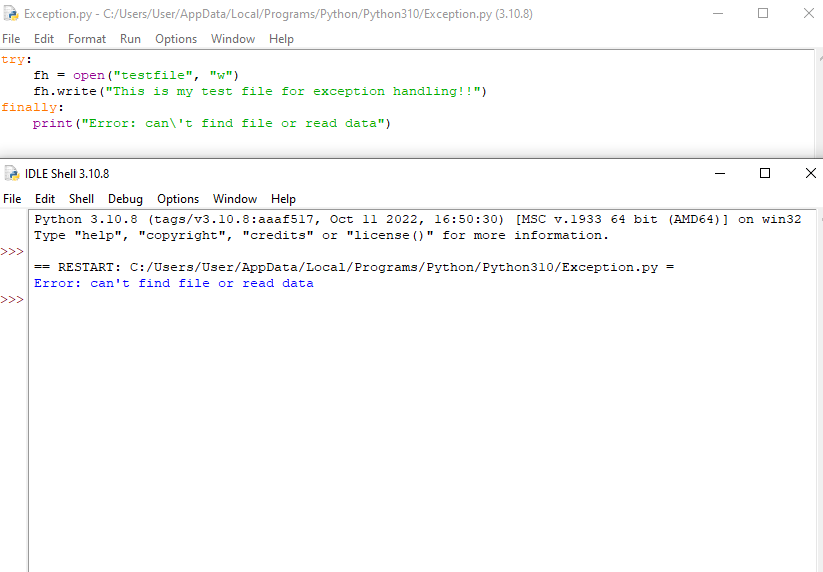 Exception.py - C:/Users/User/AppData/Local/Programs/Python/Python310/Exception.py (3.10.8)
File Edit Format Run Options Window Help
try:
    fh = open("testfile", "w")
    fh.write("This is my test file for exception handling!!")
finally:
    print("Error: can\'t find file or read data")
IDLE Shell 3.10.8
File Edit Shell Debug Options Window Help
Python 3.10.8 (tags/v3.10.8:aaaf517, Oct 11 2022, 16:50:30) [MSC v.1933 64 bit (AMD64)] on win32
Type "help", "copyright", "credits" or "license()" for more information.
>>>
== RESTART: C:/Users/User/AppData/Local/Programs/Python/Python310/Exception.py =
Error: can't find file or read data
>>>